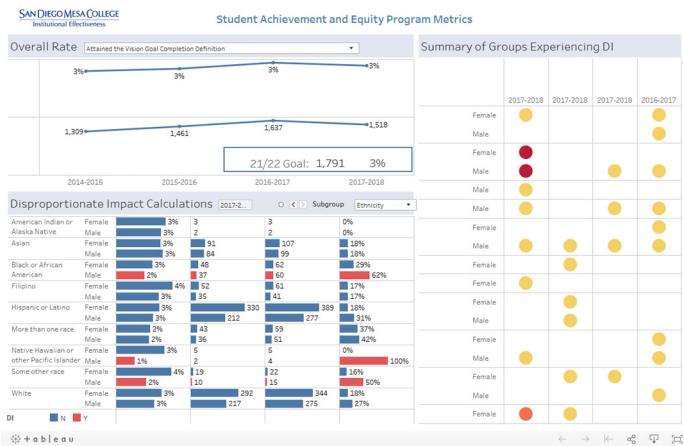 SAN DIEGO MESA COLLEGE
Institutional Effectiveness
Student Achievement and Equity Program Metrics
Overall Rate Attained the Vision Goal Completion Definition
3% 3% 3% 3%
1,309 1,461 1,637 1,518
21/22 Goal: 1,791 3%
2014-2015 2015-2016 2016-2017 2017-2018
Disproportionate Impact Calculations 2017-2... Subgroup Ethnicity
American Indian or Female 3% 3 3 0%
Alaska Native Male 3% 2 2 0%
Asian Female 3% 91 107 18%
Male 3% 84 99 18%
Black or African Female 3% 48 62 29%
American Male 2% 37 60 62%
Filipino Female 4% 52 61 17%
Male 3% 35 41 17%
Hispanic or Latino Female 3% 330 389 18%
Male 3% 212 277 31%
More than one race Female 2% 43 59 37%
Male 2% 36 51 42%
Native Hawaiian or Female 3% 5 5 0%
other Pacific Islander Male 1% 2 4 100%
Some other race Female 4% 19 22 16%
Male 2% 10 15 50%
White Female 3% 292 344 18%
Male 3% 217 275 27%
DI N Y
Summary of Groups Experiencing DI
2017-2018 2017-2018 2017-2018 2016-2017
Female
Male
Female
Male
Male
Male
Female
Male
Female
Female
Female
Male
Female
Male
Female
Male
Female
+ a b l e a u